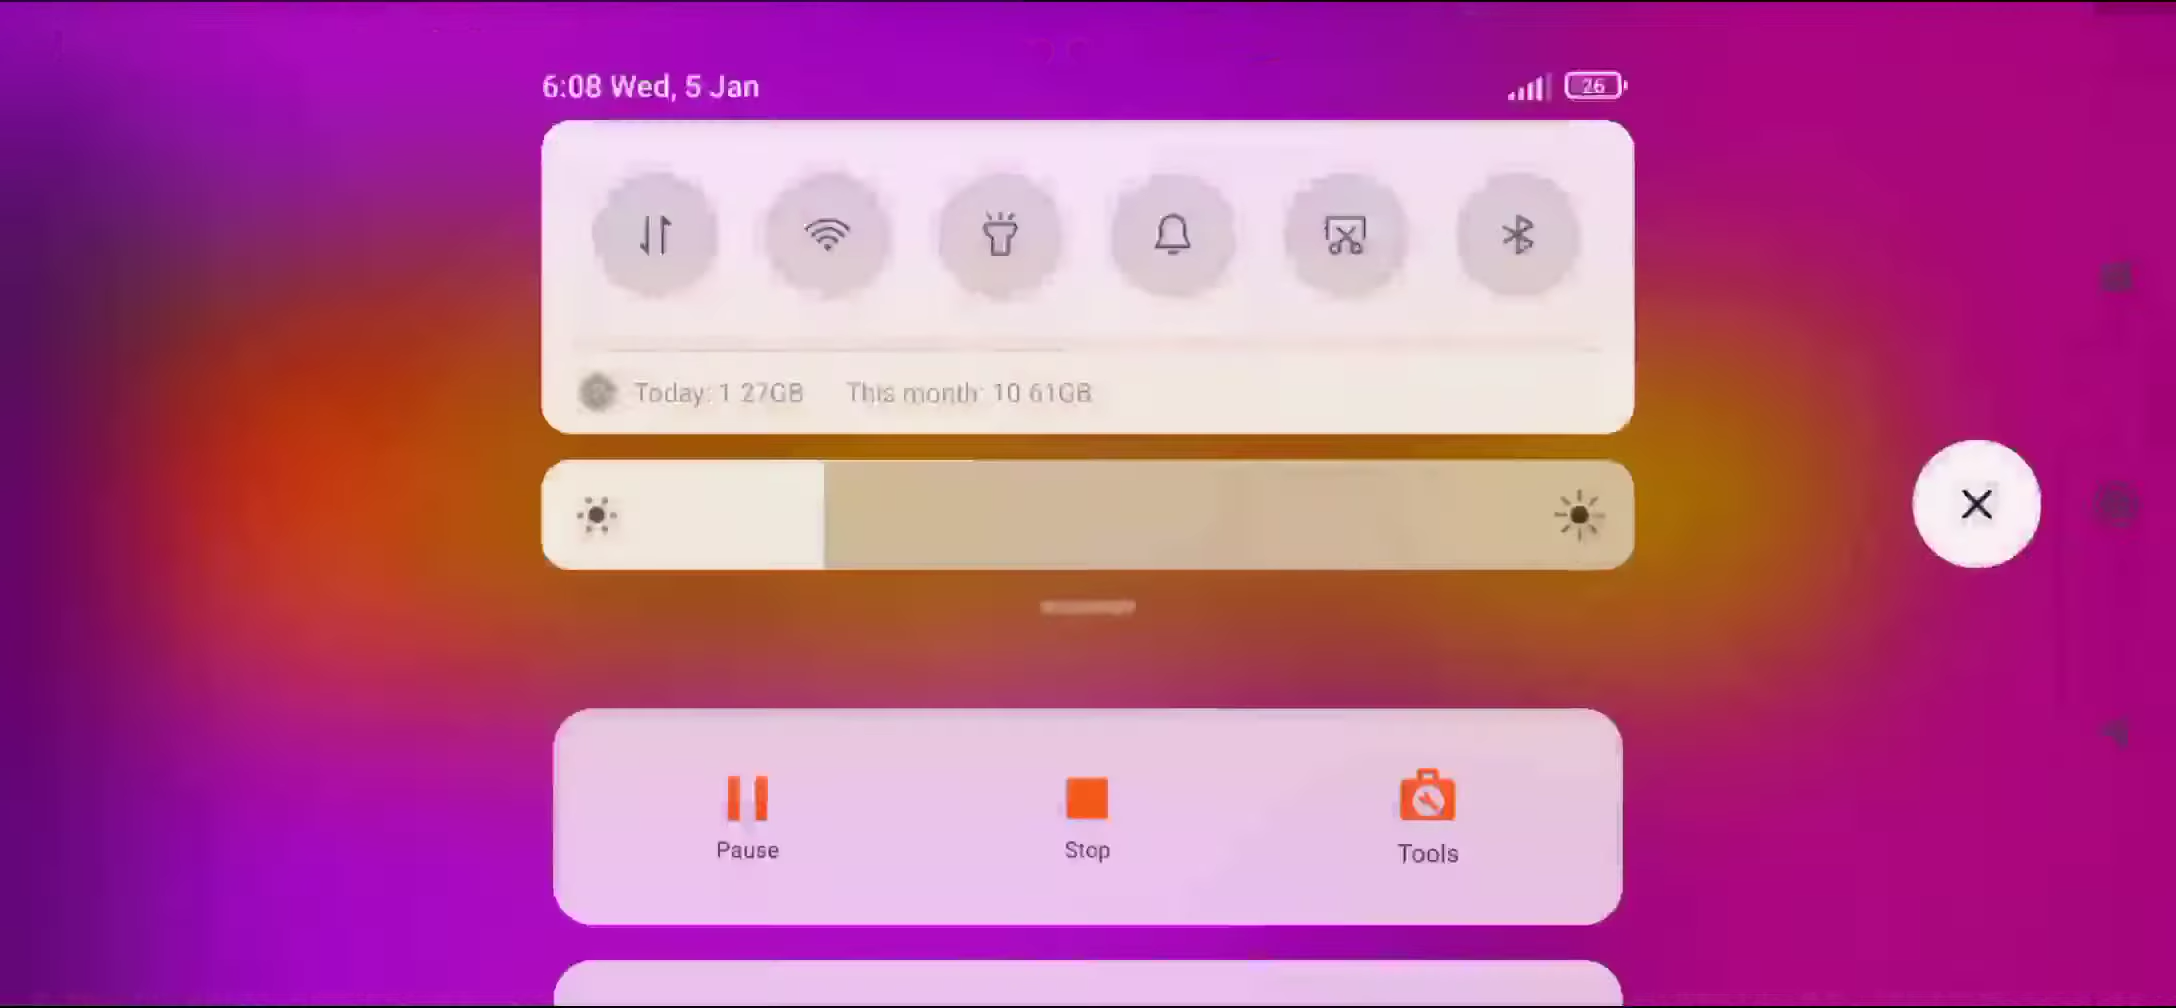 6:08 Wed, 5 Jan
26
Today: 1.27GB This month: 10.61GB
Pause
Stop
Tools